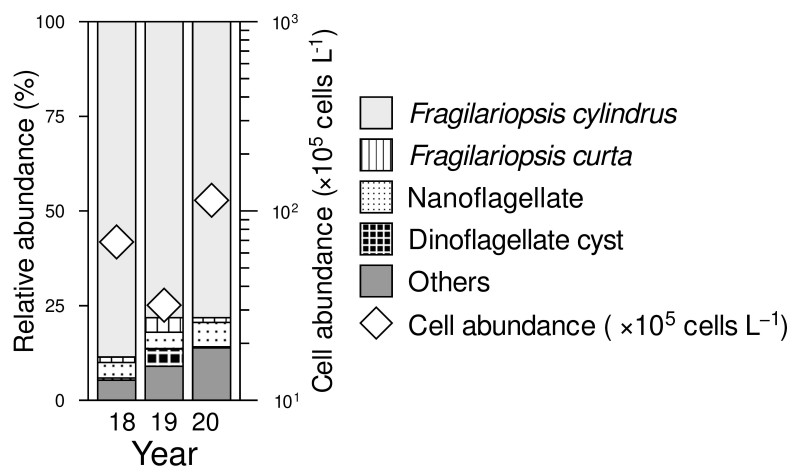 Relative abundance (%)
100
75
50
25
0
18 19 20
Year
10³
10²
10¹
Cell abundance (×10⁵ cells L⁻¹)
Fragilariopsis cylindrus
Fragilariopsis curta
Nanoflagellate
Dinoflagellate cyst
Others
Cell abundance ( ×10⁵ cells L⁻¹)